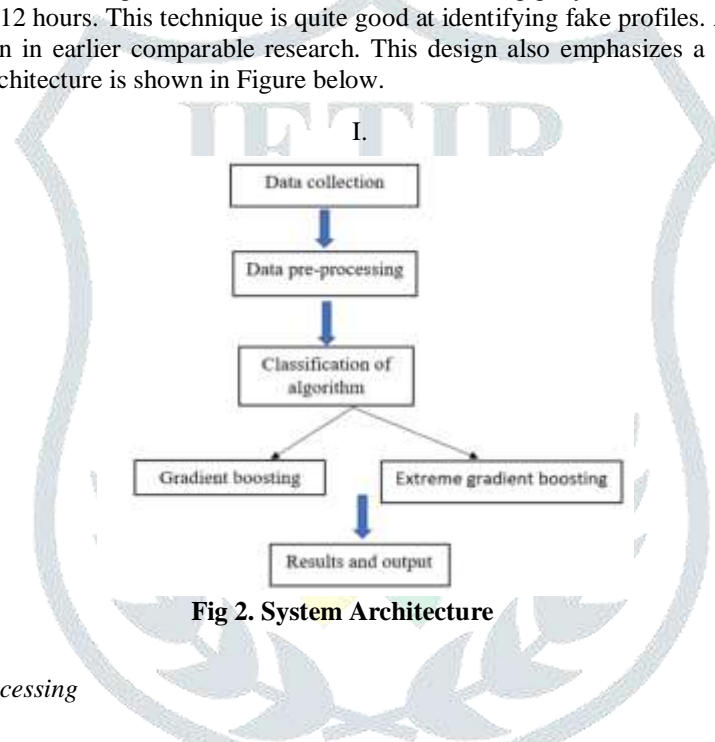 12 hours. This technique is quite good at identifying fake profiles.
n in earlier comparable research. This design also emphasizes a
chitecture is shown in Figure below.
JETIR
I.
Data collection
Data pre-processing
Classification of
algorithm
Gradient boosting
Extreme gradient boosting
Results and output
Fig 2. System Architecture
cessing